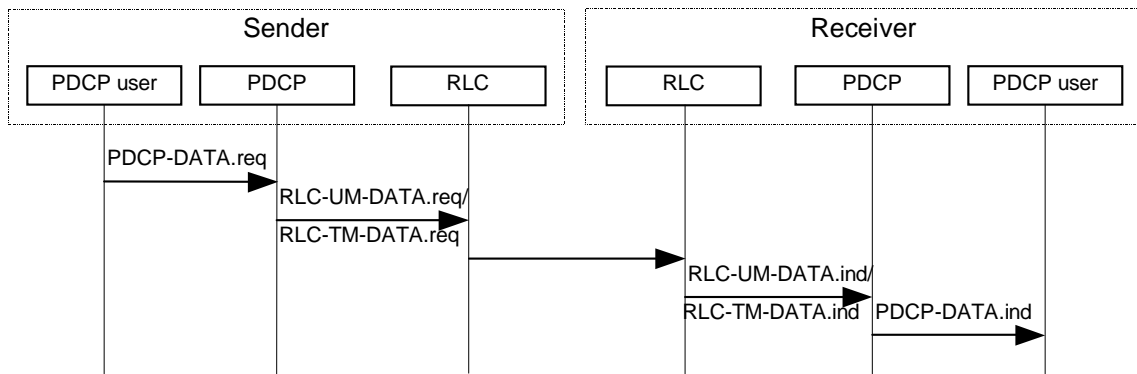 Sender
Receiver
PDCP user
PDCP
RLC
RLC
PDCP
PDCP user
PDCP-DATA.req
RLC-UM-DATA.req/
RLC-TM-DATA.req
RLC-UM-DATA.ind/
RLC-TM-DATA.ind
PDCP-DATA.ind